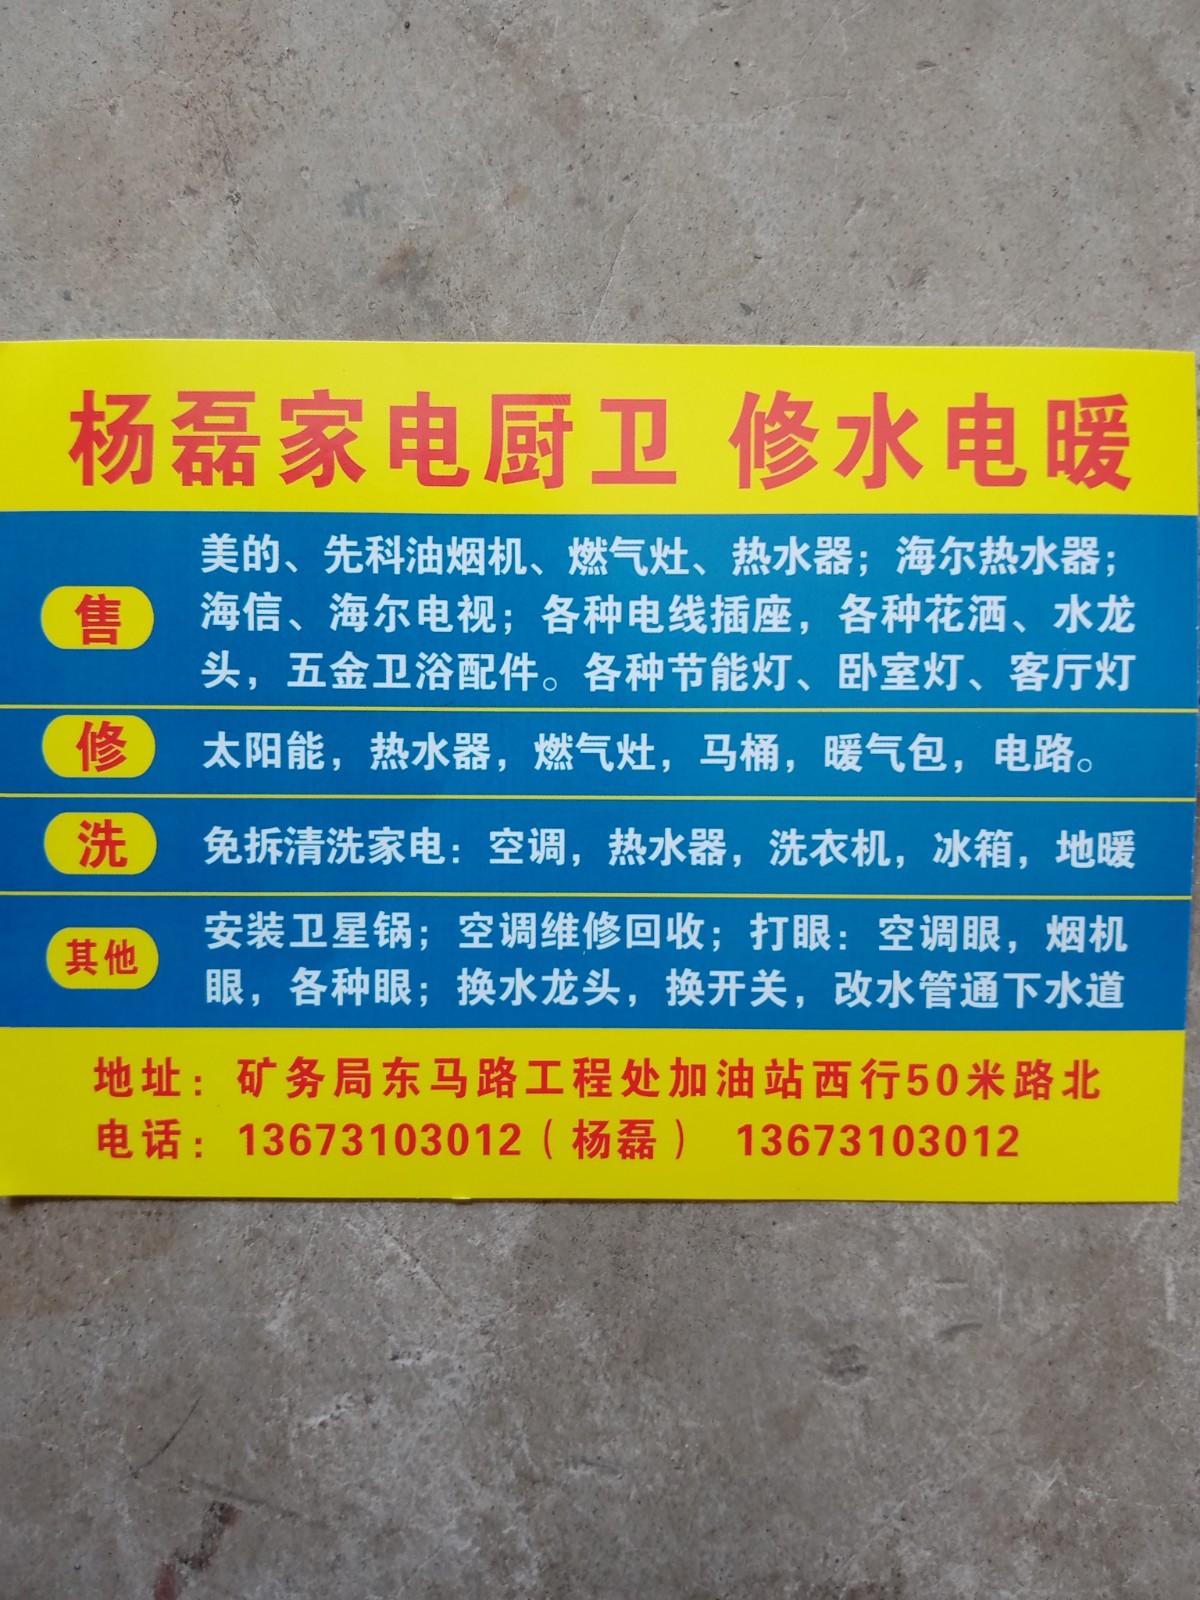 杨磊家电厨卫 修水电暖
售
美的、先科油烟机、燃气灶、热水器；海尔热水器；
海信、海尔电视；各种电线插座，各种花洒、水龙
头，五金卫浴配件。各种节能灯、卧室灯、客厅灯
修
太阳能，热水器，燃气灶，马桶，暖气包，电路。
洗
免拆清洗家电：空调，热水器，洗衣机，冰箱，地暖
其他
安装卫星锅；空调维修回收；打眼：空调眼，烟机
眼，各种眼；换水龙头，换开关，改水管通下水道
地址：矿务局东马路工程处加油站西行50米路北
电话：13673103012（杨磊） 13673103012